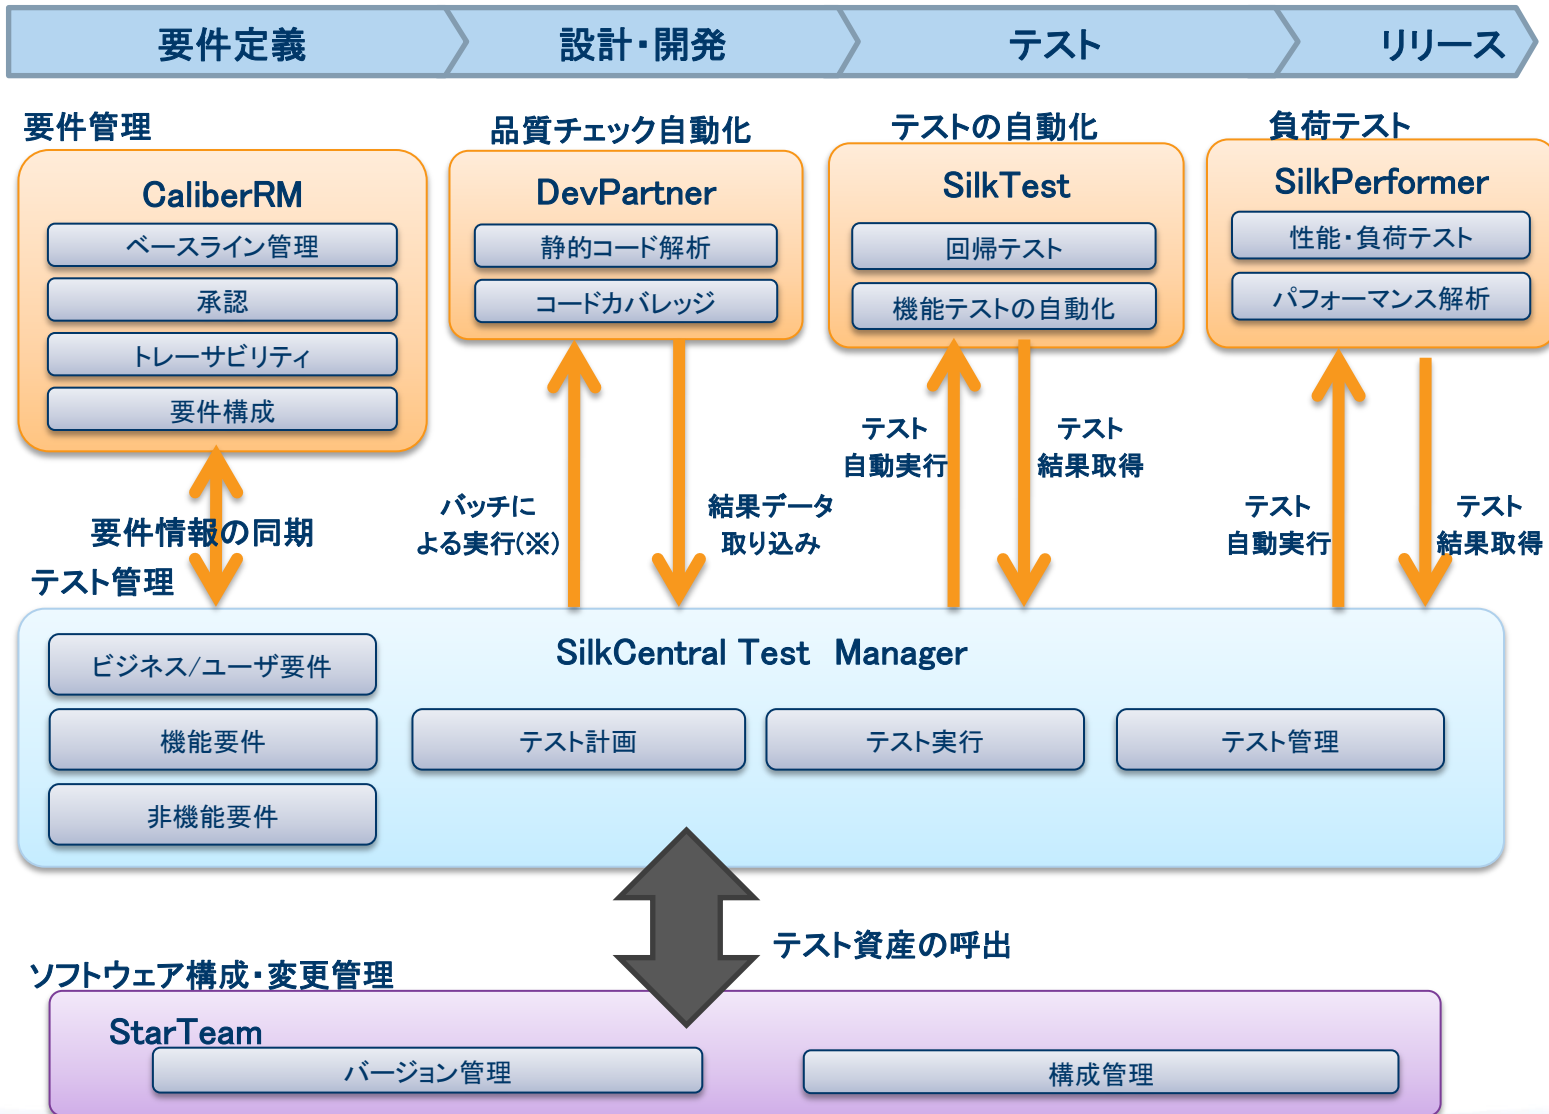 要件定義
設計・開発
テスト
リリース
要件管理
CaliberRM
ベースライン管理
承認
トレーサビリティ
要件構成
品質チェック自動化
DevPartner
静的コード解析
コードカバレッジ
テストの自動化
SilkTest
回帰テスト
機能テストの自動化
負荷テスト
SilkPerformer
性能・負荷テスト
パフォーマンス解析
要件情報の同期
バッチに
よる実行(※)
結果データ
取り込み
テスト
自動実行
テスト
結果取得
テスト
自動実行
テスト
結果取得
テスト管理
SilkCentral Test Manager
ビジネス/ユーザ要件
機能要件
非機能要件
テスト計画
テスト実行
テスト管理
テスト資産の呼出
ソフトウェア構成・変更管理
StarTeam
バージョン管理
構成管理